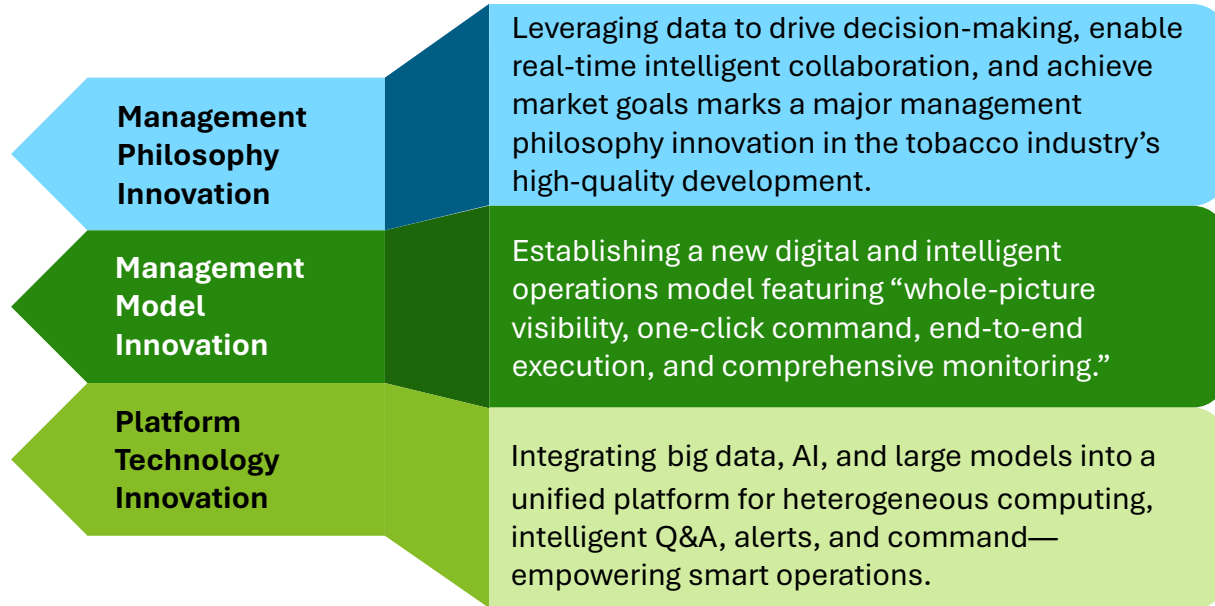 Management
Philosophy
Innovation
Leveraging data to drive decision-making, enable
real-time intelligent collaboration, and achieve
market goals marks a major management
philosophy innovation in the tobacco industry’s
high-quality development.
Management
Model
Innovation
Establishing a new digital and intelligent
operations model featuring “whole-picture
visibility, one-click command, end-to-end
execution, and comprehensive monitoring.”
Platform
Technology
Innovation
Integrating big data, AI, and large models into a
unified platform for heterogeneous computing,
intelligent Q&A, alerts, and command—
empowering smart operations.